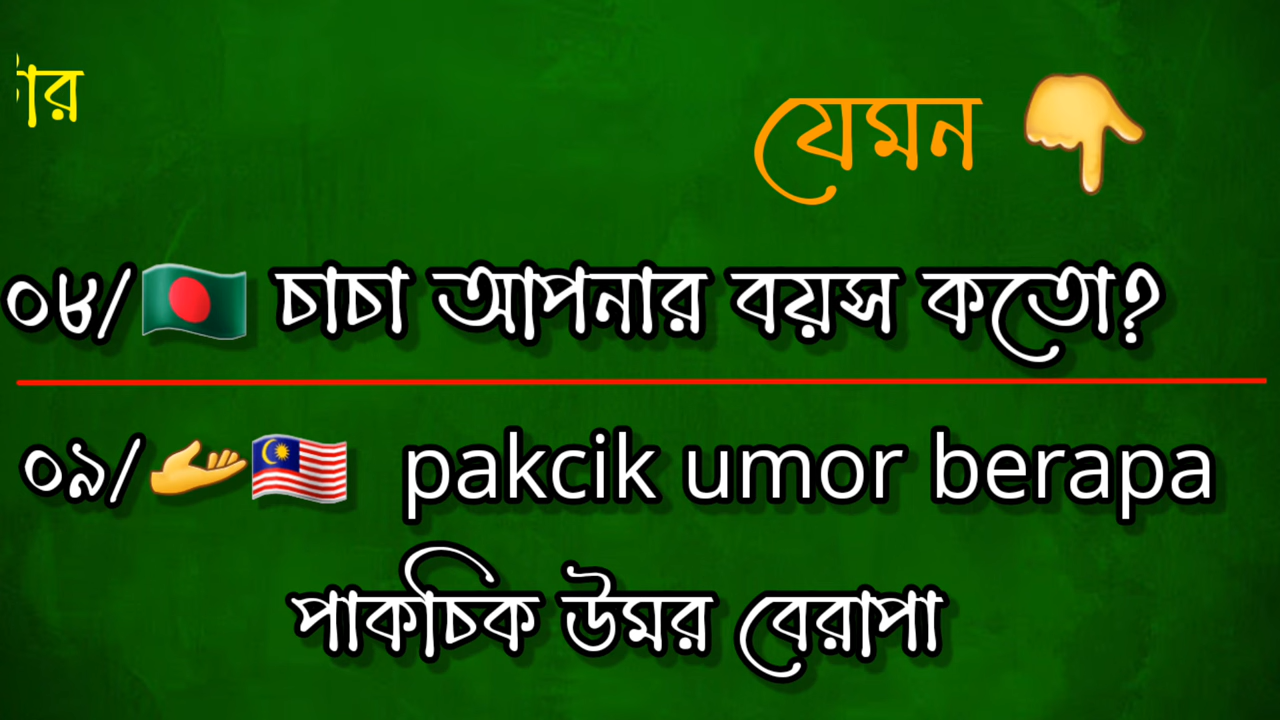 যেমন
০৮/ চাচা আপনার বয়স কতো?
০৯/ pakcik umor berapa
পাকচিক উমর বেরাপা